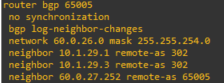 router bgp 65005
no synchronization
bgp log-neighbor-changes
network 60.0.26.0 mask 255.255.254.0
neighbor 10.1.29.1 remote-as 302
neighbor 10.1.29.3 remote-as 302
neighbor 60.0.27.252 remote-as 65005